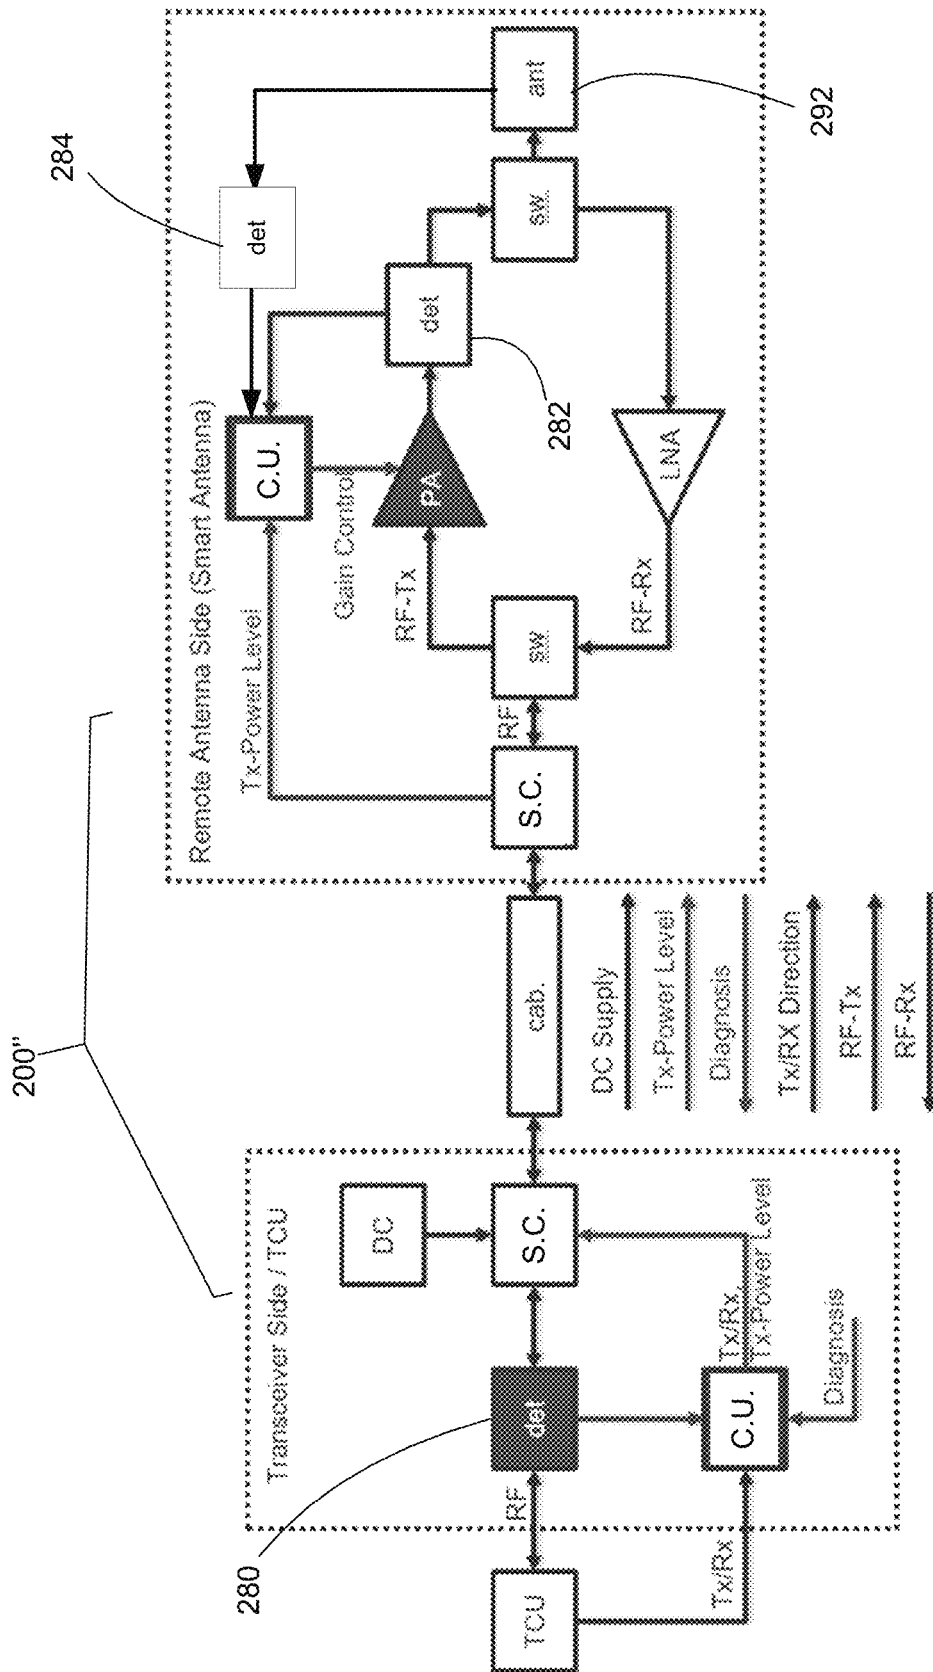 200"
Transceiver Side / TCU
TCU
RF
det
280
S.C.
DC
Tx/Rx
C.U.
Tx/Rx,
Tx-Power Level
Diagnosis
cab.
DC Supply
Tx-Power Level
Diagnosis
Tx/RX Direction
RF-Tx
RF-Rx
Remote Antenna Side (Smart Antenna)
Tx-Power Level
S.C.
RF
sw
C.U.
Gain Control
RF-Tx
PA
det
282
det
284
sw
ant
292
LNA
RF-Rx